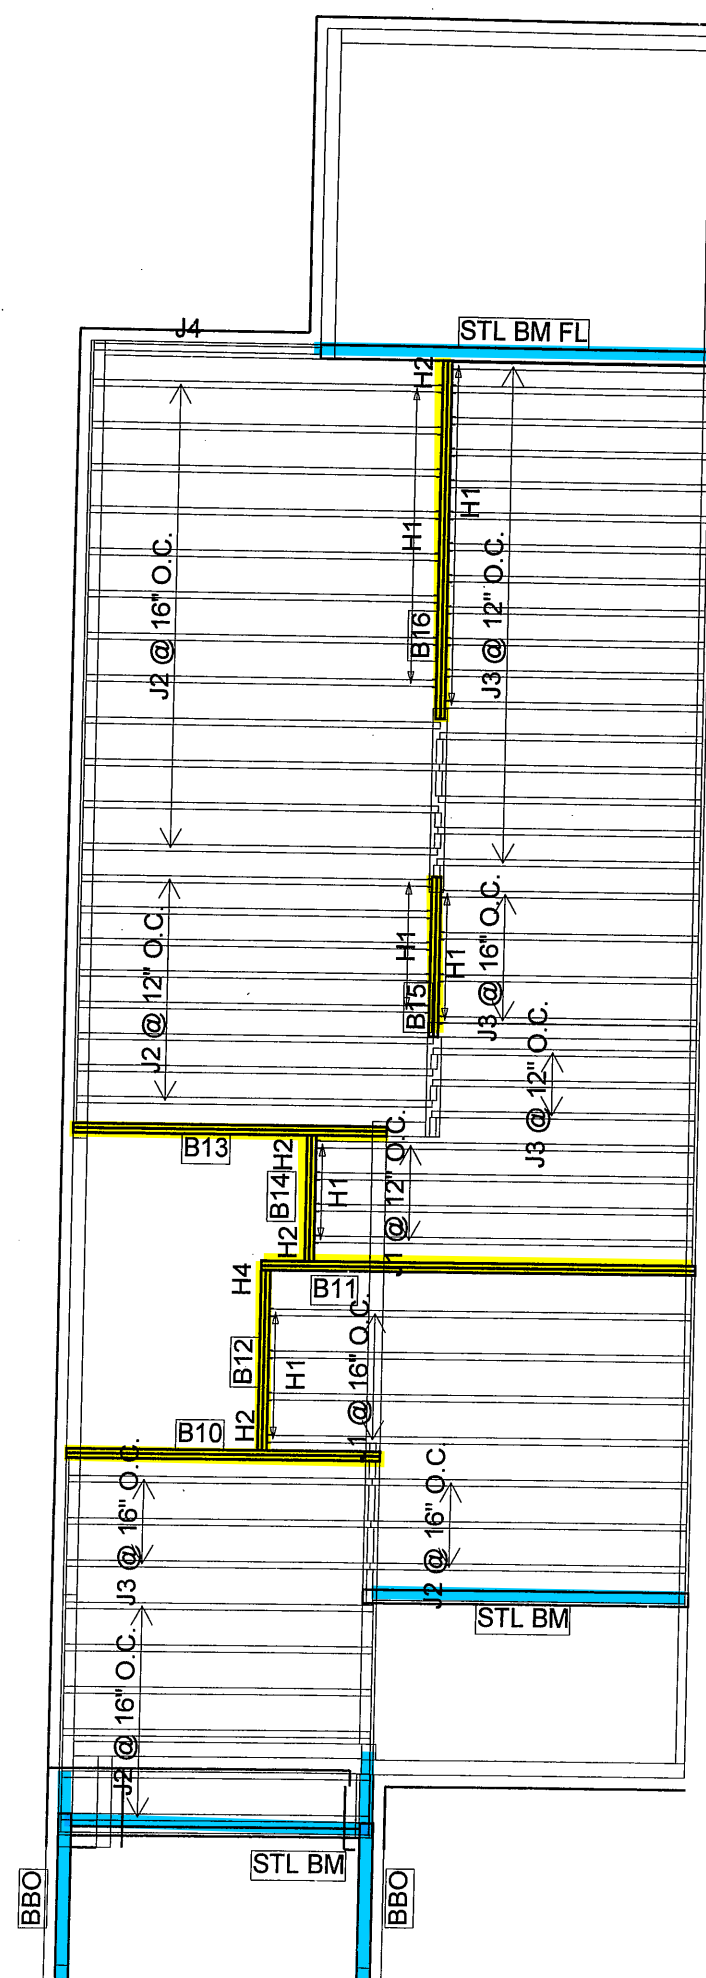 J4
STL BM FL
H2
H1
H1
J2 @ 16" O.C.
J3 @ 12" O.C.
B16
J2 @ 12" O.C.
H1
H1
J3 @ 16" O.C.
B15
J3 @ 12" O.C.
B13
H2
B14
H1
J1 @ 12" O.C.
H2
H4
B11
B12
H1
1 @ 16" O.C.
H2
B10
J3 @ 16" O.C.
J2 @ 16" O.C.
STL BM
J2 @ 16" O.C.
STL BM
BBO
BBO